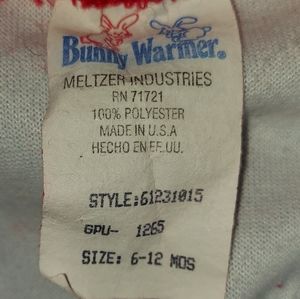 Bunny Warmer®
MELTZER INDUSTRIES
RN 71721
100% POLYESTER
MADE IN U.S.A
HECHO EN EE.UU.
STYLE:61231015
GPU- 1265
SIZE: 6-12 MOS